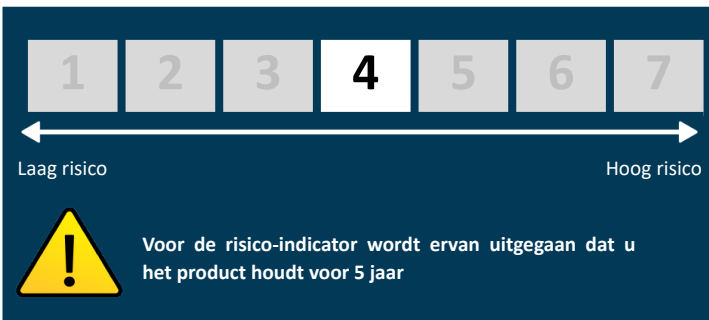 1 2 3 4 5 6 7
Laag risico Hoog risico
!
Voor de risico-indicator wordt ervan uitgegaan dat u
het product houdt voor 5 jaar